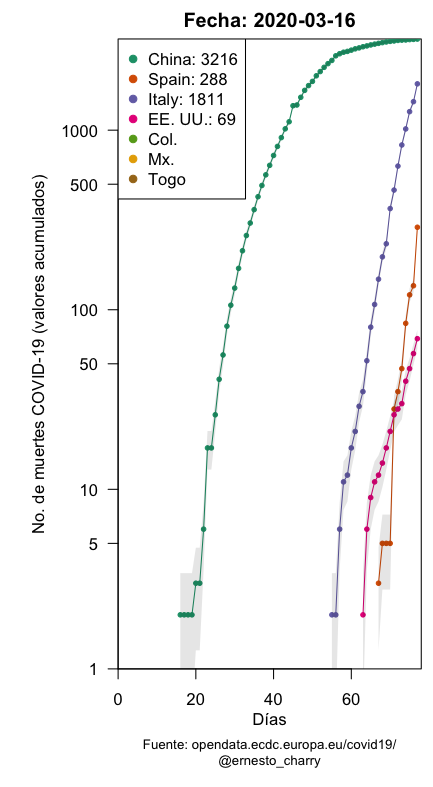 Fecha: 2020-03-16
China: 3216
Spain: 288
Italy: 1811
EE. UU.: 69
Col.
Mx.
Togo
No. de muertes COVID-19 (valores acumulados)
1000
500
100
50
10
5
1
0 20 40 60
Días
Fuente: opendata.ecdc.europa.eu/covid19/
@ernesto_charry